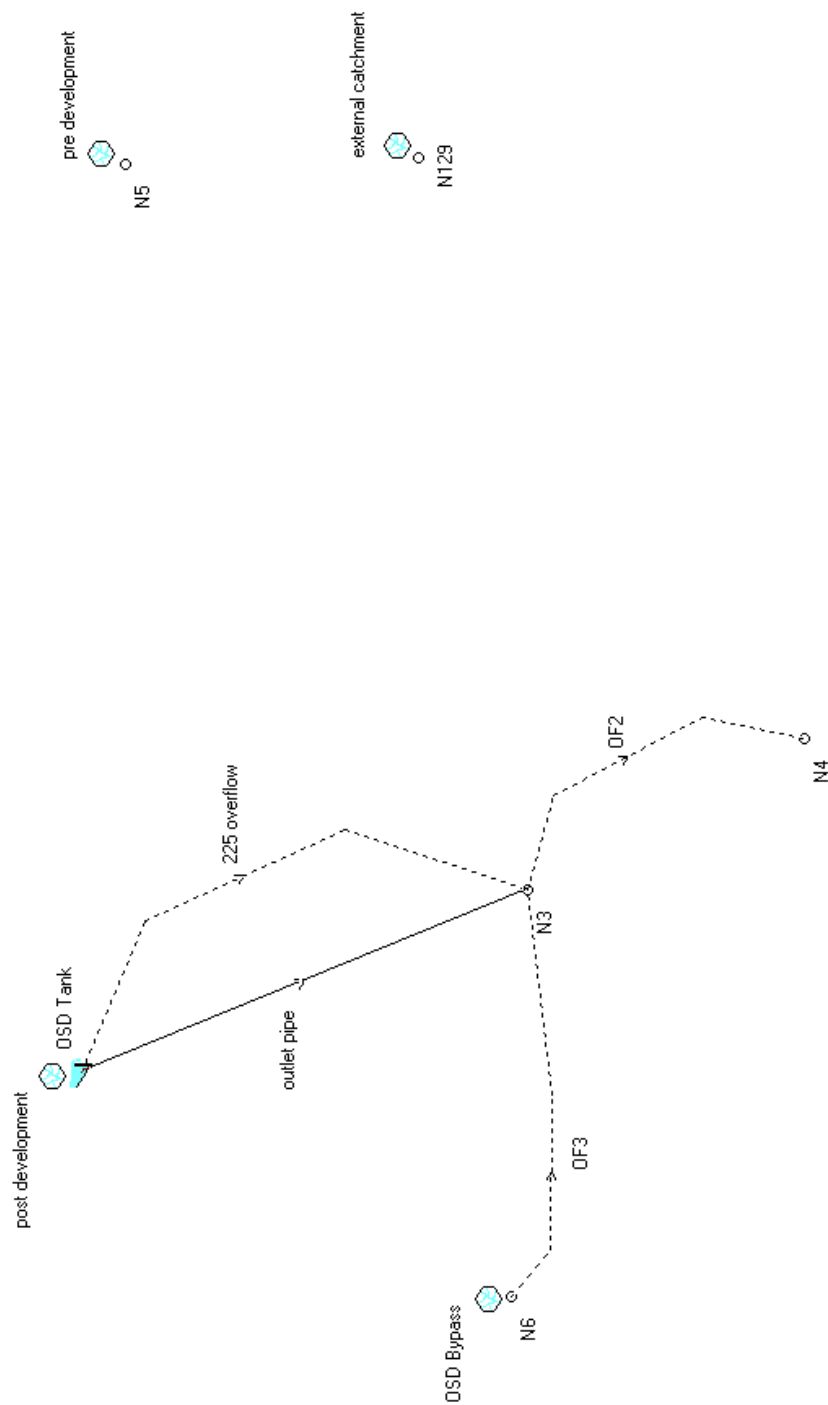 pre development
N5
external catchment
N129
OSD Tank
post development
225 overflow
outlet pipe
N3
OF2
N4
OF3
OSD Bypass
N6